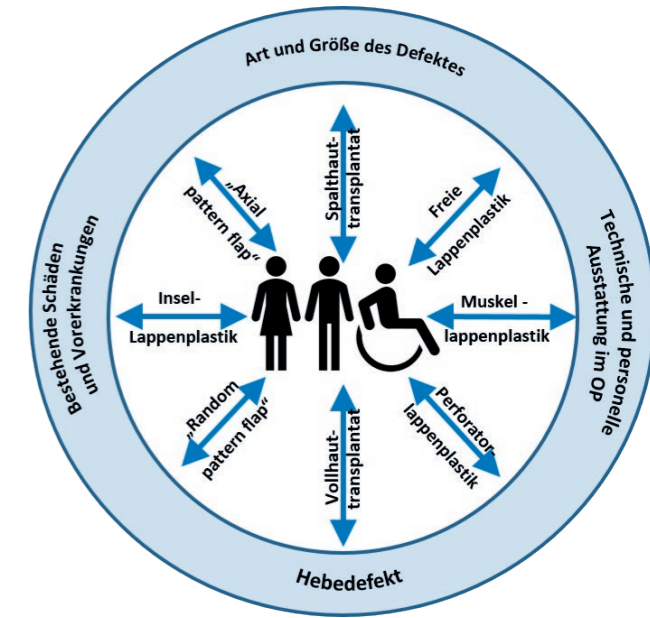 Art und Größe des Defektes
Technische und personelle
Ausstattung im OP
Hebedefekt
Bestehende Schäden
und Vorerkrankungen
Spalthaut-
transplantat
Freie
Lappenplastik
Muskel -
lappenplastik
Perforator-
lappenplastik
Vollhaut-
transplantat
„Random
pattern flap“
Insel-
Lappenplastik
„Axial
pattern flap“